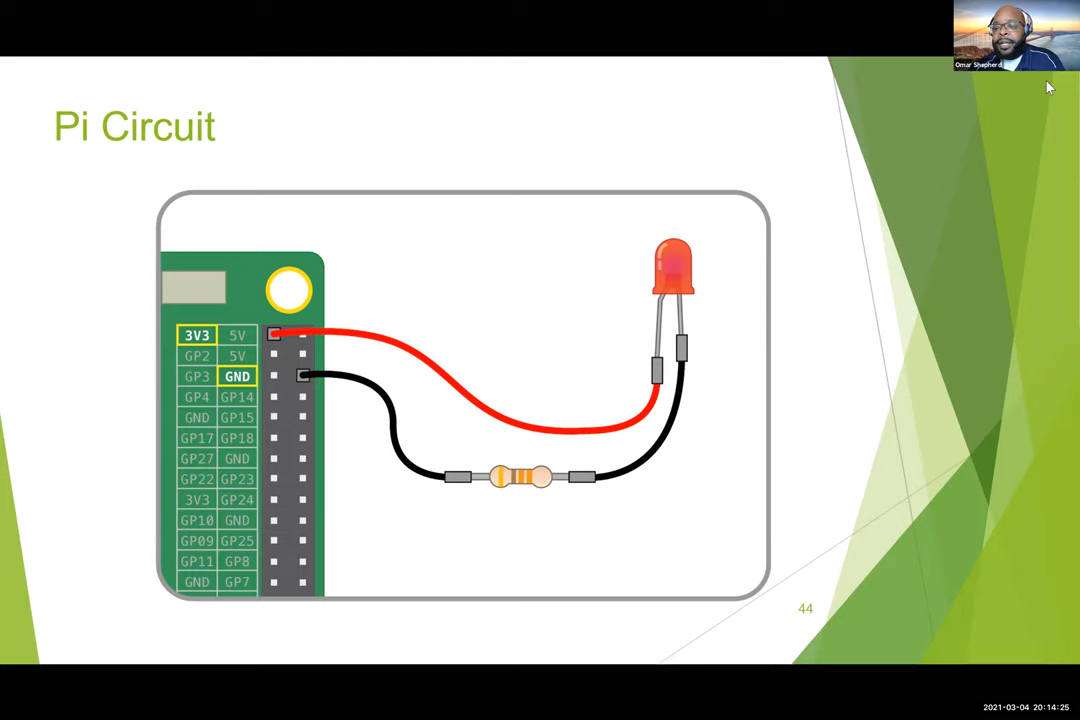 Omar Shepherd
Pi Circuit
3V3 5V
GP2 5V
GP3 GND
GP4 GP14
GND GP15
GP17 GP18
GP27 GND
GP22 GP23
3V3 GP24
GP10 GND
GP09 GP25
GP11 GP8
GND GP7
44
2021-03-04 20:14:25